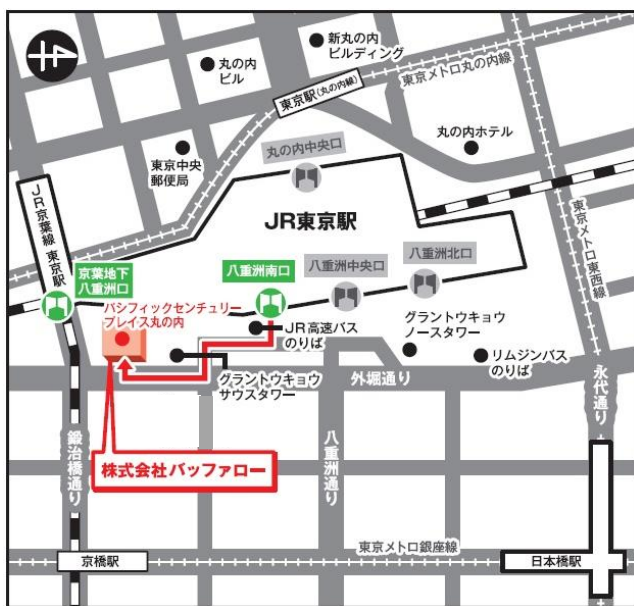 新丸の内
ビルディング
丸の内
ビル
東京メトロ丸の内線
東京駅(丸の内線)
丸の内ホテル
東京中央
郵便局
丸の内中央口
JR京葉線 東京駅
JR東京駅
東京メトロ東西線
京葉地下
八重洲口
八重洲南口
八重洲中央口
八重洲北口
パシフィックセンチュリー
プレイス丸の内
JR高速バス
のりば
グラントウキョウ
ノースタワー
リムジンバス
のりば
グラントウキョウ
サウスタワー
外堀通り
永代通り
鍛冶橋通り
八重洲通り
株式会社バッファロー
東京メトロ銀座線
京橋駅
日本橋駅